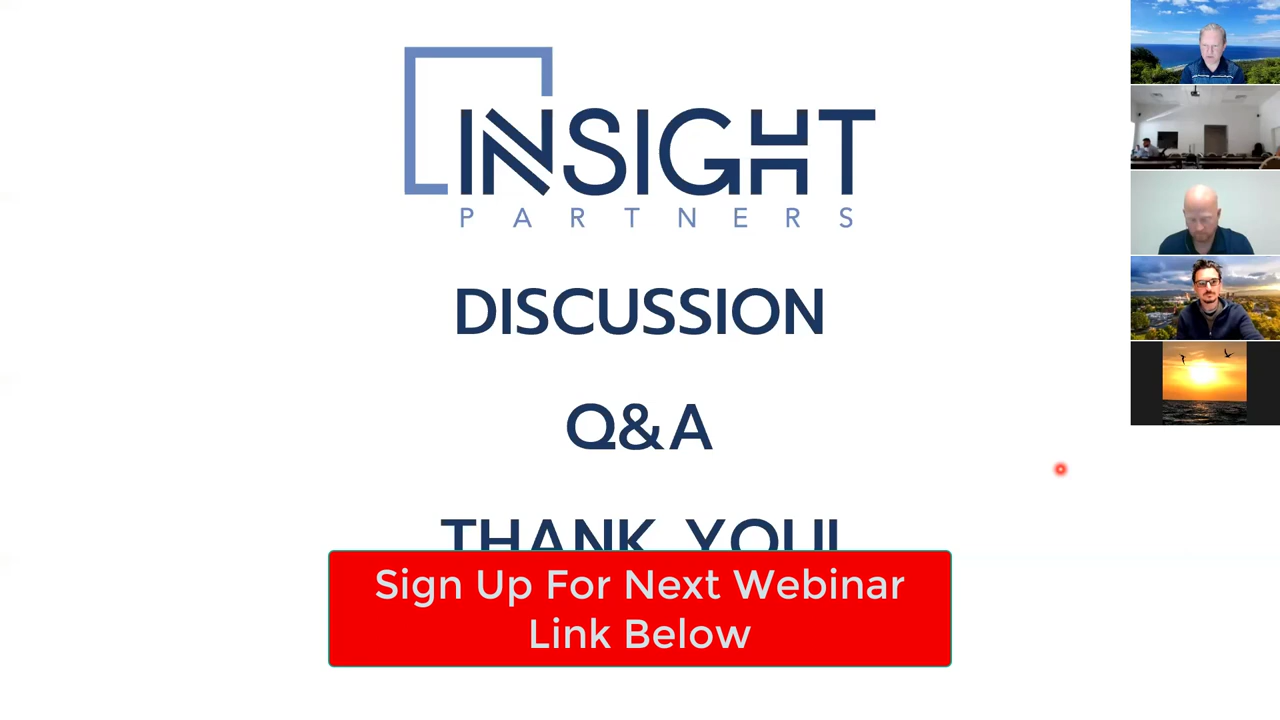 INSIGHT
PARTNERS
DISCUSSION
Q&A
THANK YOU!
Sign Up For Next Webinar
Link Below